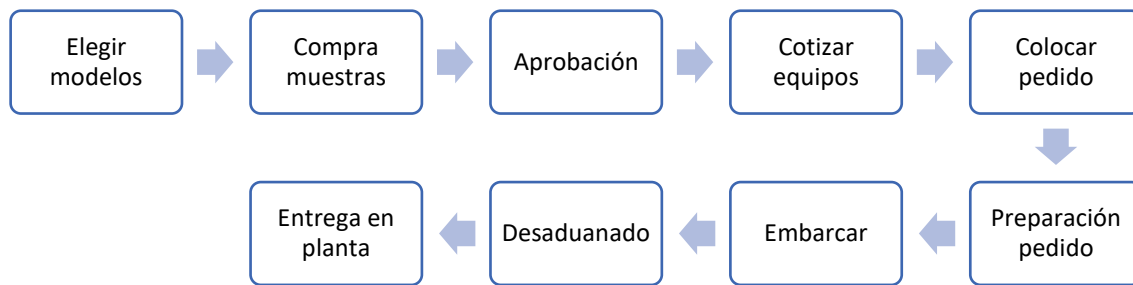 Elegir
modelos
Compra
muestras
Aprobación
Cotizar
equipos
Colocar
pedido
Preparación
pedido
Embarcar
Desaduanado
Entrega en
planta